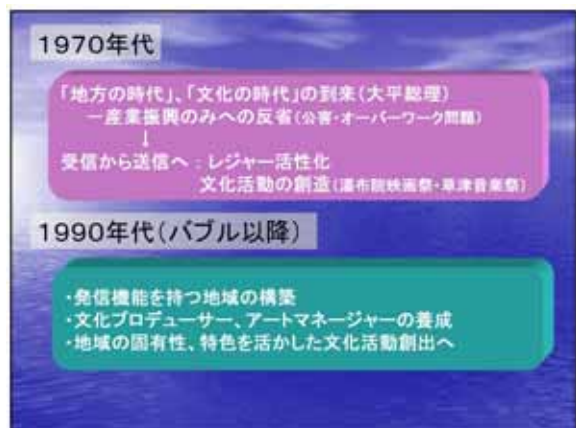 1970年代
「地方の時代」、「文化の時代」の到来(大平総理)
ー産業振興のみへの反省(公害・オーバーワーク問題)
↓
受信から送信へ:レジャー活性化
文化活動の創造(湯布院映画祭・草津音楽祭)
1990年代(バブル以降)
・発信機能を持つ地域の構築
・文化プロデューサー、アートマネージャーの養成
・地域の固有性、特色を活かした文化活動創出へ